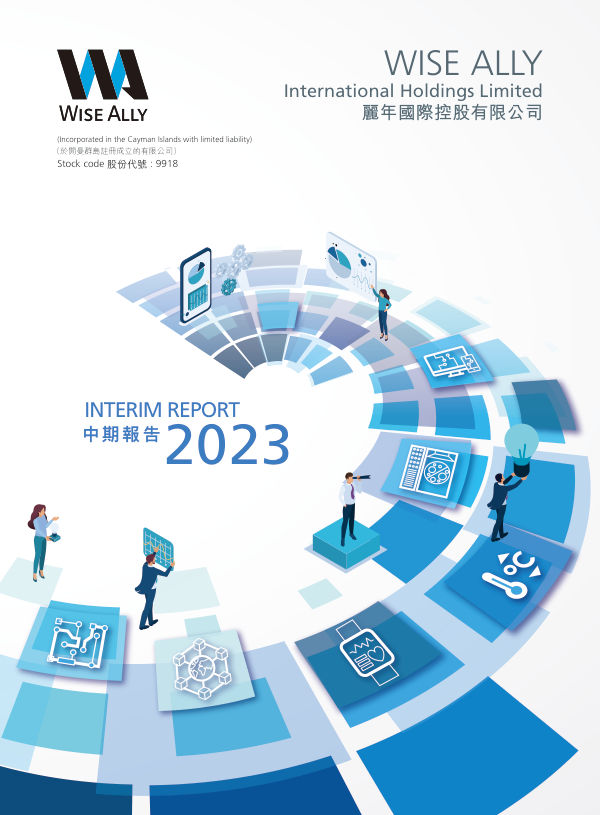 WISE ALLY
WISE ALLY
International Holdings Limited
麗年國際控股有限公司
(Incorporated in the Cayman Islands with limited liability)
(於開曼群島註冊成立的有限公司)
Stock code 股份代號 : 9918
INTERIM REPORT
中期報告 2023